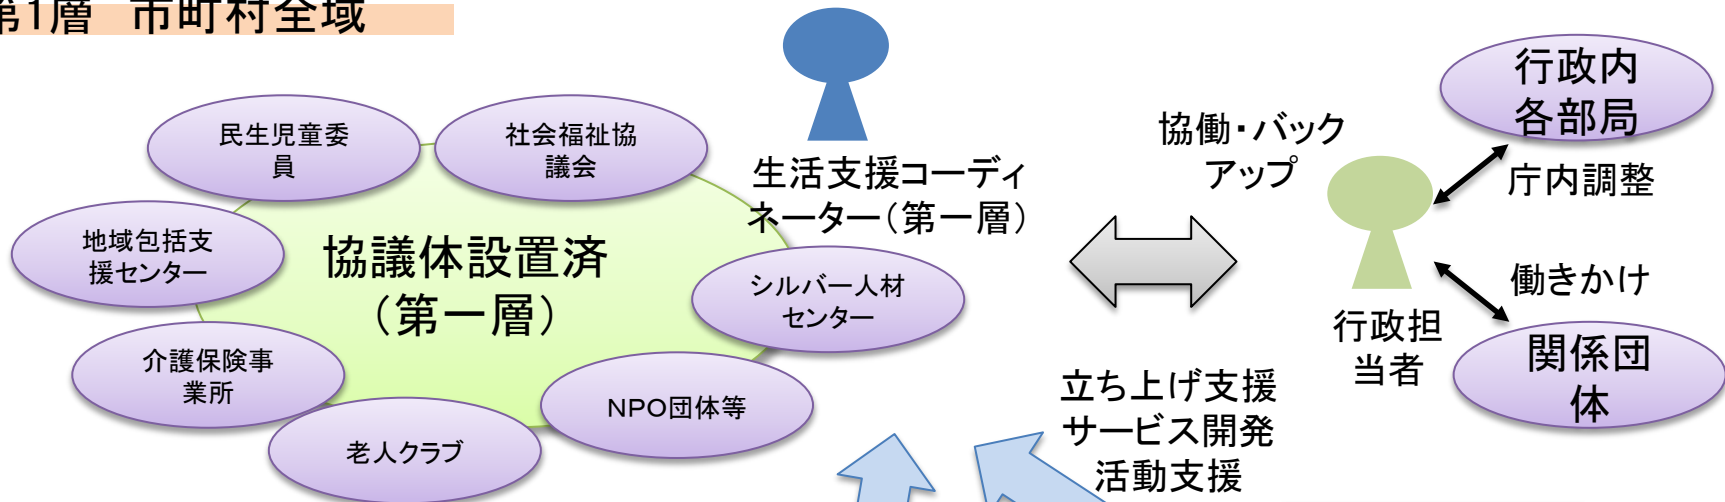 第1層　市町村全域
民生児童委
員
社会福祉協
議会
地域包括支
援センター
協議体設置済
（第一層）
シルバー人材
センター
介護保険事
業所
NPO団体等
老人クラブ
生活支援コーディ
ネーター（第一層）
協働・バック
アップ
行政内
各部局
庁内調整
働きかけ
行政担
当者
関係団
体
立ち上げ支援
サービス開発
活動支援